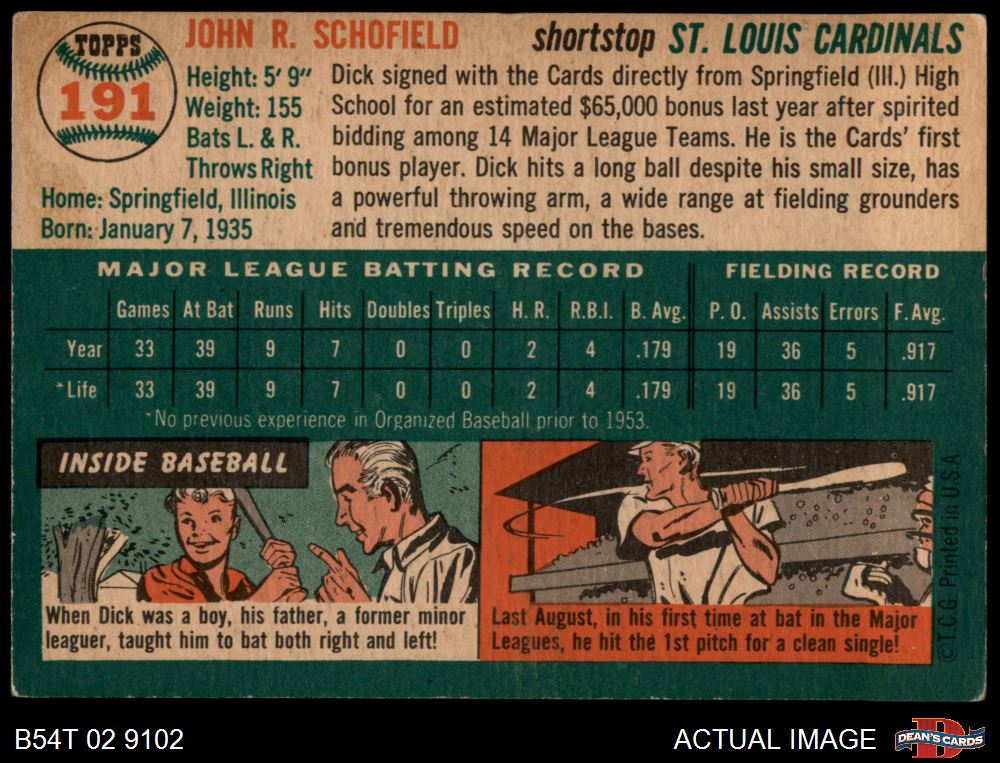 TOPPS
191
JOHN R. SCHOFIELD
shortstop ST. LOUIS CARDINALS
Height: 5' 9"
Weight: 155
Bats L. & R.
Throws Right
Home: Springfield, Illinois
Born: January 7, 1935
Dick signed with the Cards directly from Springfield (Ill.) High
School for an estimated $65,000 bonus last year after spirited
bidding among 14 Major League Teams. He is the Cards' first
bonus player. Dick hits a long ball despite his small size, has
a powerful throwing arm, a wide range at fielding grounders
and tremendous speed on the bases.
MAJOR LEAGUE BATTING RECORD FIELDING RECORD
Games At Bat Runs Hits Doubles Triples H. R. R.B.I. B. Avg. P. O. Assists Errors F. Avg.
Year 33 39 9 7 0 0 2 4 .179 19 36 5 .917
*Life 33 39 9 7 0 0 2 4 .179 19 36 5 .917
*No previous experience in Organized Baseball prior to 1953.
INSIDE BASEBALL
When Dick was a boy, his father, a former minor
leaguer, taught him to bat both right and left!
Last August, in his first time at bat in the Major
Leagues, he hit the 1st pitch for a clean single!
©T.C.G. Printed in U.S.A.
B54T 02 9102
ACTUAL IMAGE
DEAN'S CARDS